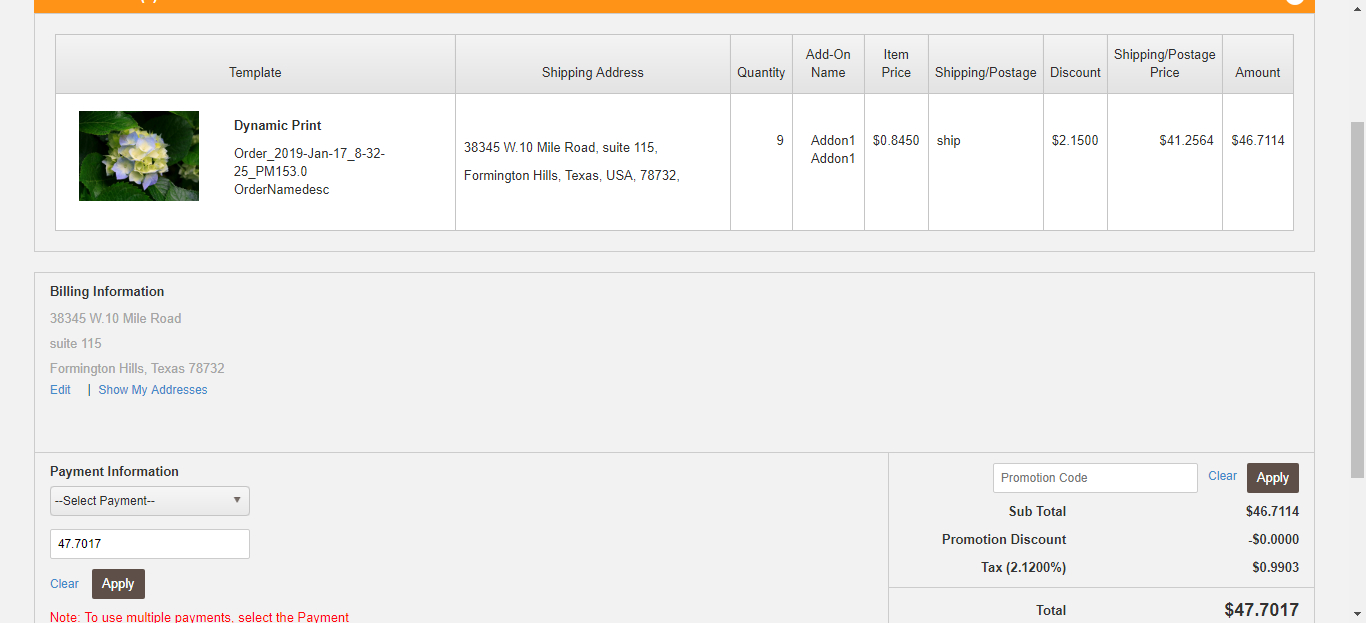 Template
Shipping Address
Quantity
Add-On
Name
Item
Price
Shipping/Postage
Discount
Shipping/Postage
Price
Amount
Dynamic Print
Order_2019-Jan-17_8-32-
25_PM153.0
OrderNamedesc
38345 W.10 Mile Road, suite 115,
Formington Hills, Texas, USA, 78732,
9
Addon1
Addon1
$0.8450
ship
$2.1500
$41.2564
$46.7114
Billing Information
38345 W.10 Mile Road
suite 115
Formington Hills, Texas 78732
Edit | Show My Addresses
Payment Information
--Select Payment--
47.7017
Clear Apply
Note: To use multiple payments, select the Payment
Promotion Code Clear Apply
Sub Total $46.7114
Promotion Discount -$0.0000
Tax (2.1200%) $0.9903
Total $47.7017